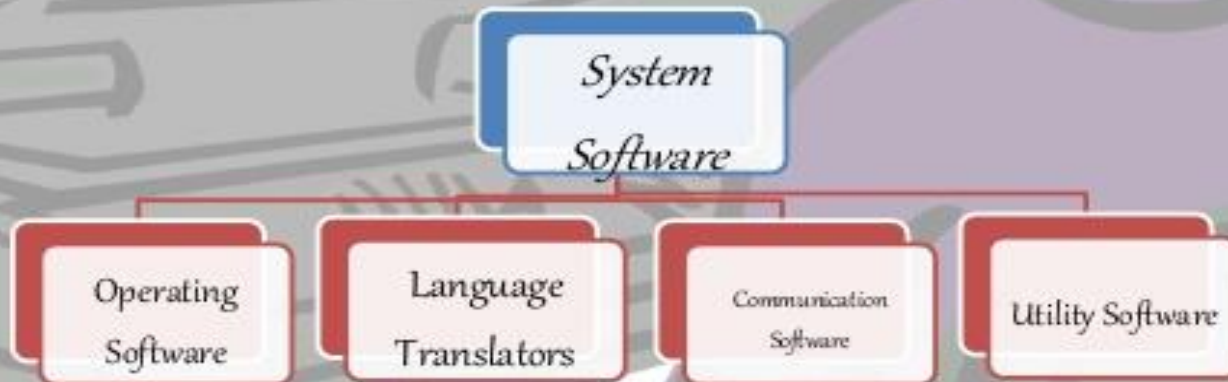 System
Software
Operating
Software
Language
Translators
Communication
Software
Utility Software